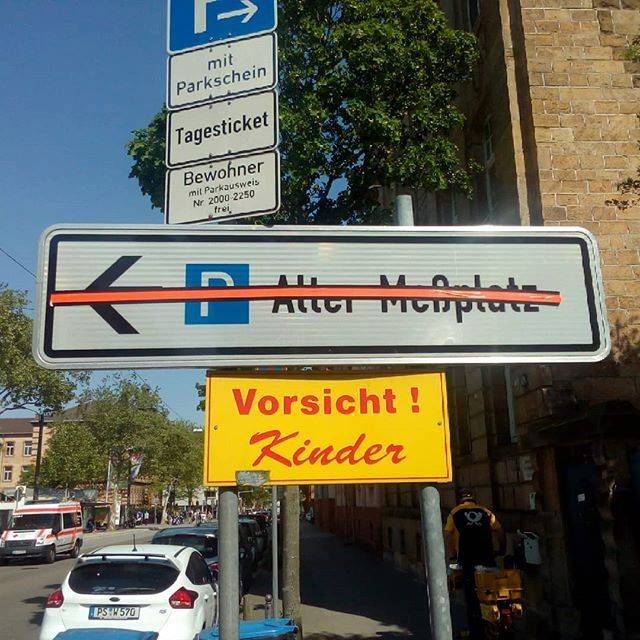 P
mit
Parkschein
Tagesticket
Bewohner
mit Parkausweis
Nr. 2000-2250
frei
P Alter Meßplatz
Vorsicht !
Kinder
PS W 570